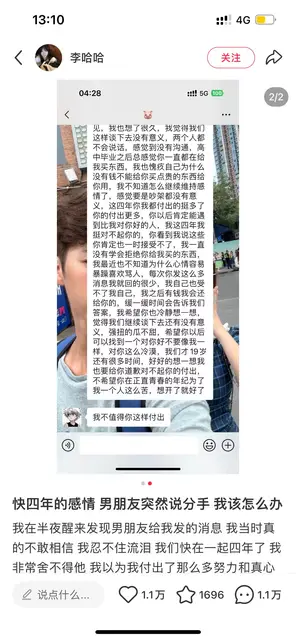 13:10
4G
李哈哈
关注
04:28
5G
2/2
见，我也想了很久，我觉得我们
这样谈下去没有意义，两个人都
不会说话，感觉到没有沟通，高
中毕业之后总感觉你一直都在给
我买东西，我也愧疚自己为什么
没有钱不能给你买点贵的东西给
你用，我不知道怎么继续维持感
情了，感觉要是吵架都没有意
义，这四年你我都付出的挺多了
你的付出更多，你以后肯定能遇
到比我对你好的人，我这四年我
挺对不起你的，你看到我说这些
你肯定也一时接受不了，我一直
没有学会拒绝你给我买的东西，
我最近也不知道为什么心情容易
暴躁喜欢骂人，每次你发这么多
消息我就回的很少，我自己也受
不了我自己，我之后有钱我会还
给你的，缓一缓时间会告诉我们
答案，我希望你也冷静想一想，
觉得我们继续谈下去还有没有意
义，强扭的瓜不甜，希望你以后
可以找到一个对你好不要像我一
样，对你这么冷漠，我们才19岁
还有很多时间，好好的想一想我
也要给你道歉对不起你的付出，
不希望你在正直青春的年纪为了
我一个人这么苦，想开了就好了
我不值得你这样付出
快四年的感情 男朋友突然说分手 我该怎么办
我在半夜醒来发现男朋友给我发的消息 我当时真
的不敢相信 我忍不住流泪 我们快在一起四年了 我
非常舍不得他 我以为我付出了那么多努力和真心
说点什么...
1.1万
1696
1.1万